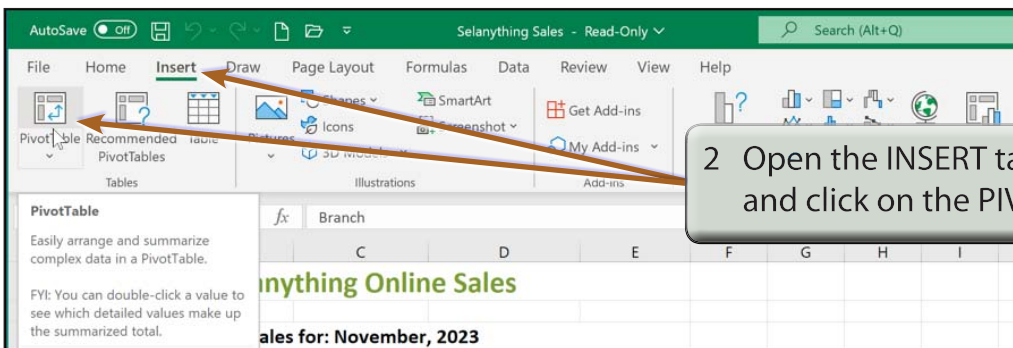 AutoSave Off Selanything Sales - Read-Only Search (Alt+Q)
File Home Insert Draw Page Layout Formulas Data Review View Help
Shapes SmartArt Get Add-ins
Icons Screenshot
PivotTable Recommended Table Pictures 3D Models My Add-ins
PivotTables
Tables Illustrations Add-ins
2 Open the INSERT
and click on the
PivotTable
Easily arrange and summarize
complex data in a PivotTable.
FYI: You can double-click a value to
see which detailed values make up
the summarized total.
fx Branch
C D E F G H I
anything Online Sales
ales for: November, 2023